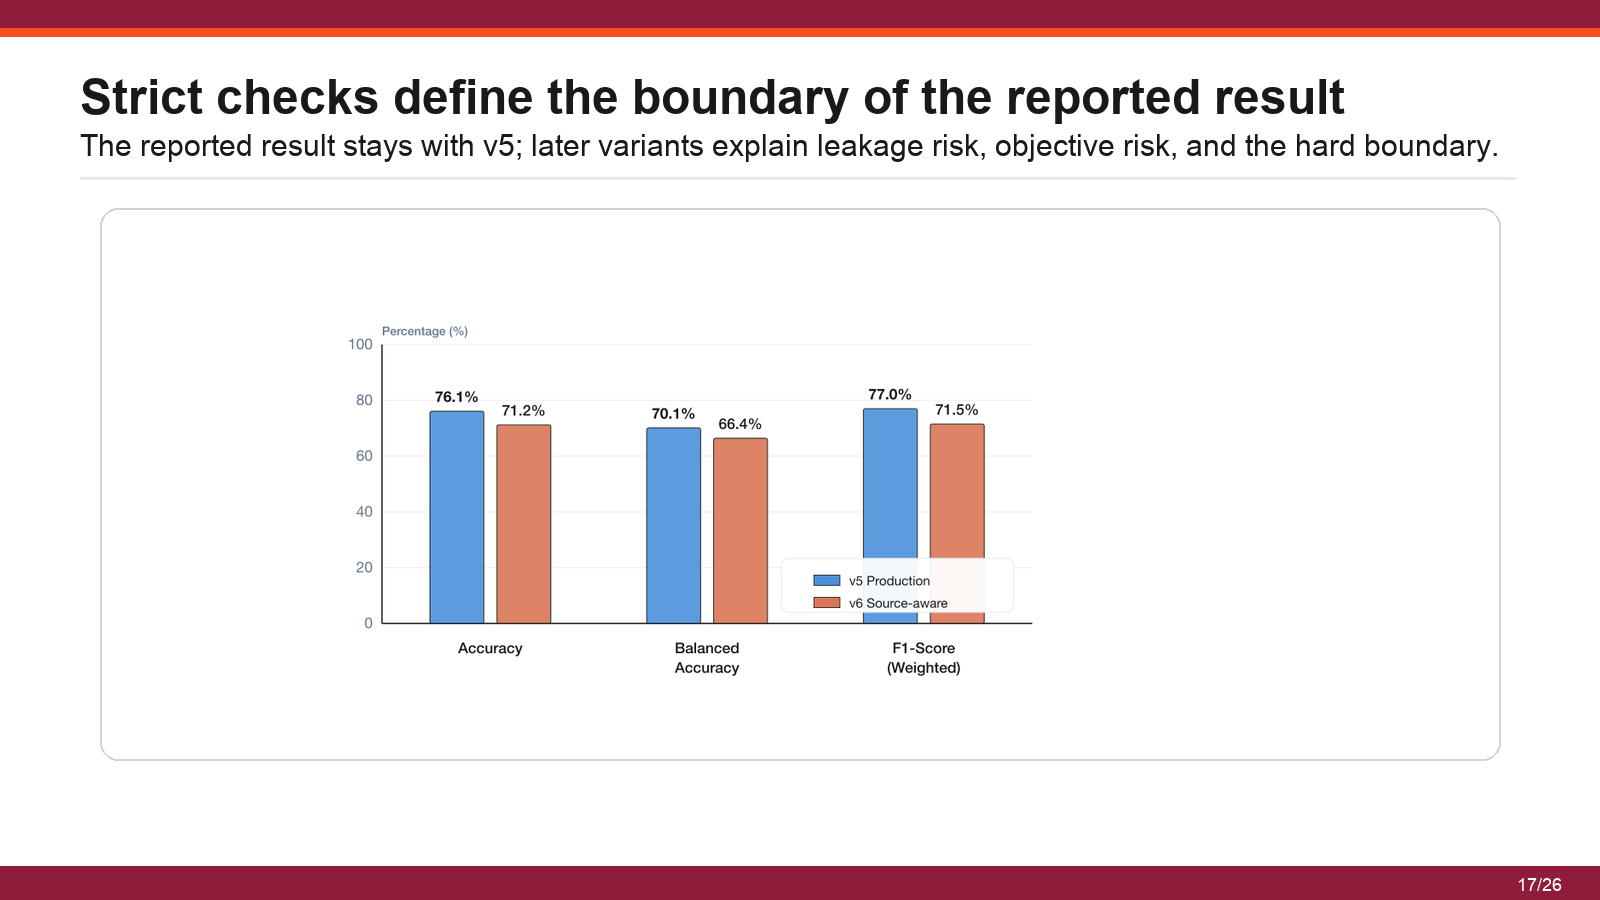 Strict checks define the boundary of the reported result
The reported result stays with v5; later variants explain leakage risk, objective risk, and the hard boundary.
Percentage (%)
100
80
60
40
20
0
76.1%
71.2%
70.1%
66.4%
77.0%
71.5%
v5 Production
v6 Source-aware
Accuracy
Balanced
Accuracy
F1-Score
(Weighted)
17/26